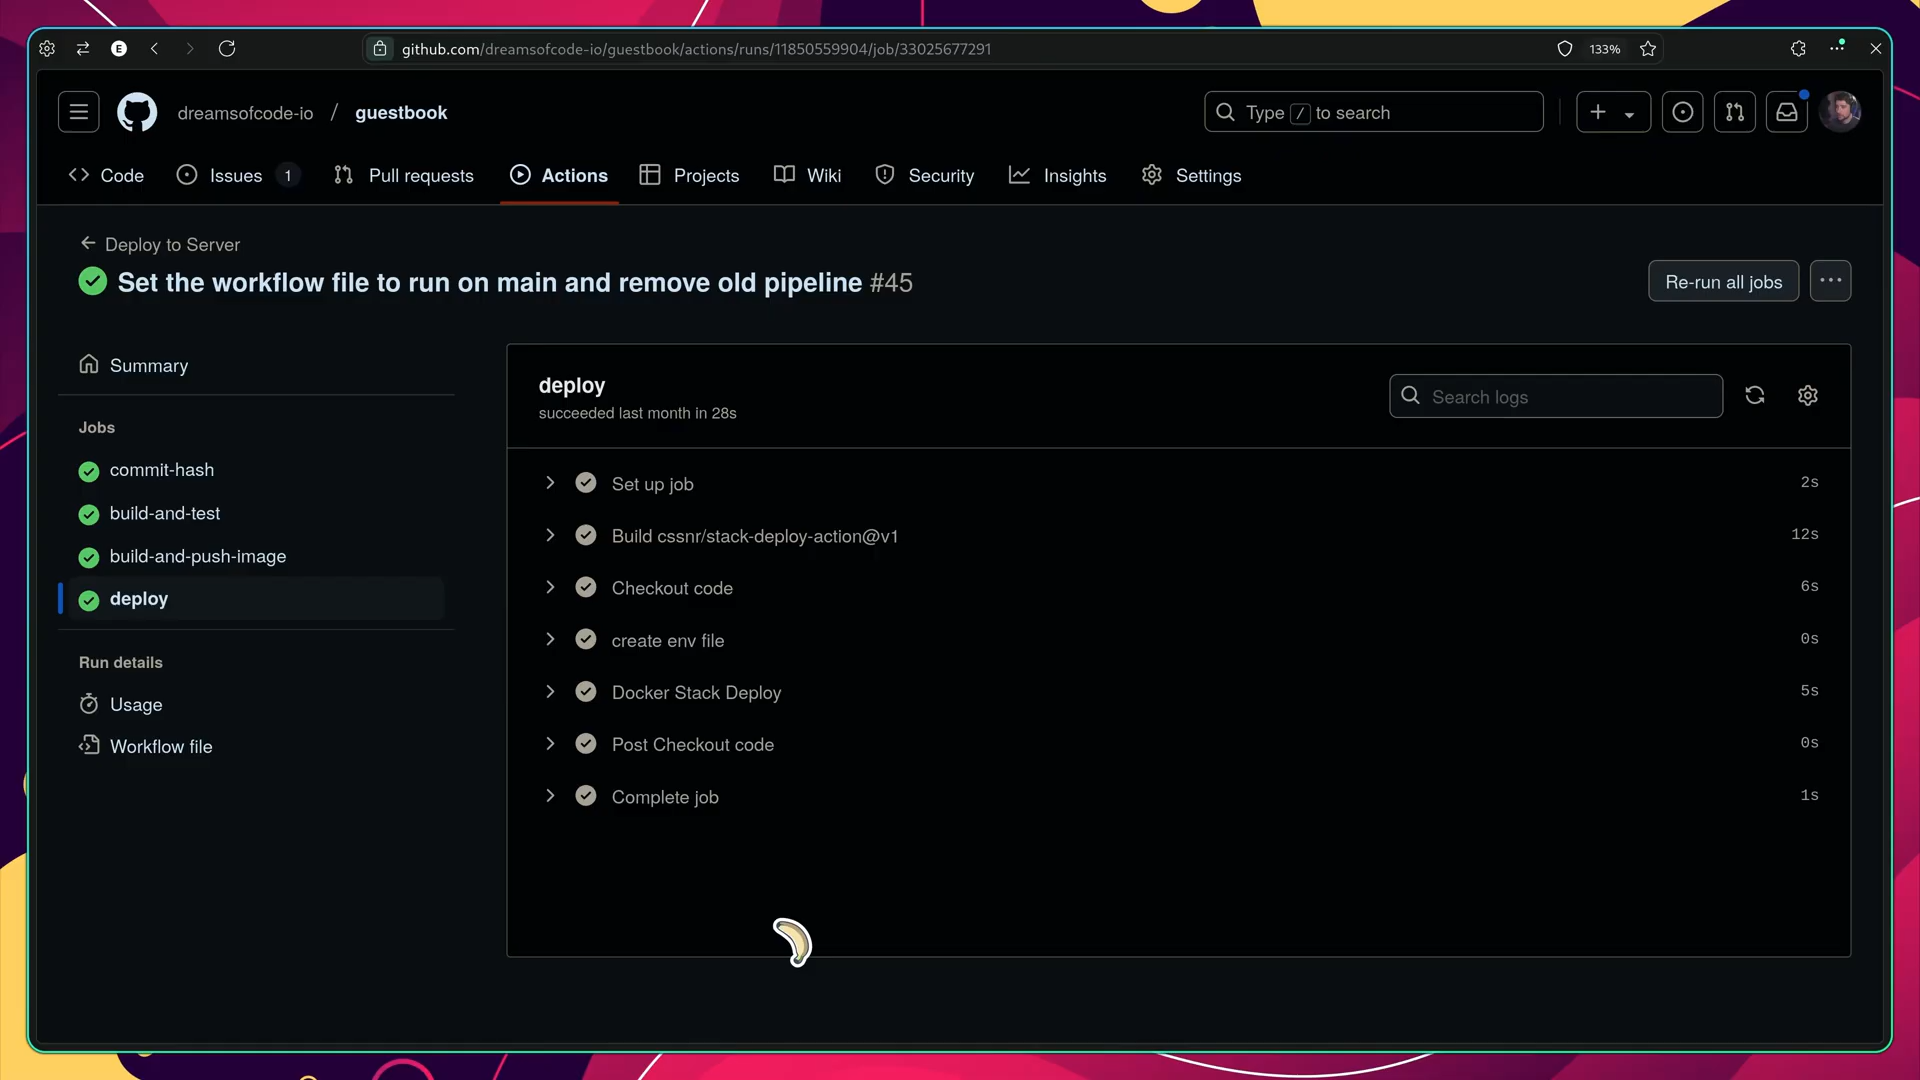 E
github.com/dreamsofcode-io/guestbook/actions/runs/11850559904/job/33025677291
133%
dreamsofcode-io / guestbook
Type / to search
Code
Issues 1
Pull requests
Actions
Projects
Wiki
Security
Insights
Settings
Deploy to Server
Set the workflow file to run on main and remove old pipeline #45
Re-run all jobs
Summary
Jobs
commit-hash
build-and-test
build-and-push-image
deploy
Run details
Usage
Workflow file
deploy
succeeded last month in 28s
Search logs
Set up job 2s
Build cssnr/stack-deploy-action@v1 12s
Checkout code 6s
create env file 0s
Docker Stack Deploy 5s
Post Checkout code 0s
Complete job 1s